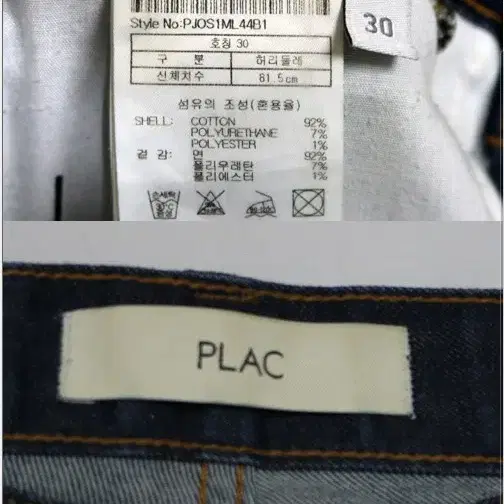 Style No:PJOS1ML44B1
호칭 30
구 분 허리둘레
신체치수 81.5cm
섬유의 조성(혼용율)
SHELL: COTTON 92%
POLYURETHANE 7%
POLYESTER 1%
겉 감: 면 92%
폴리우레탄 7%
폴리에스터 1%
30
PLAC